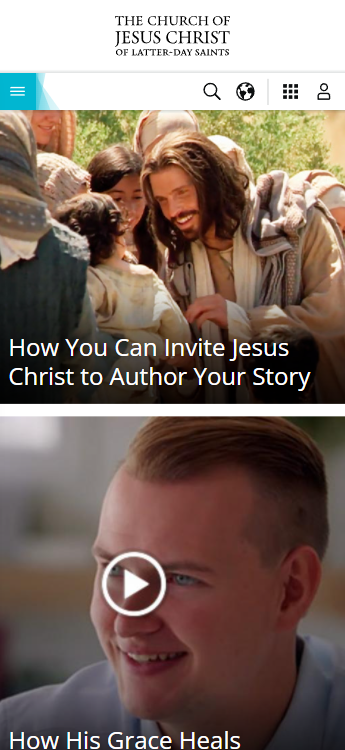 THE CHURCH OF
JESUS CHRIST
OF LATTER-DAY SAINTS
How You Can Invite Jesus
Christ to Author Your Story
How His Grace Heals